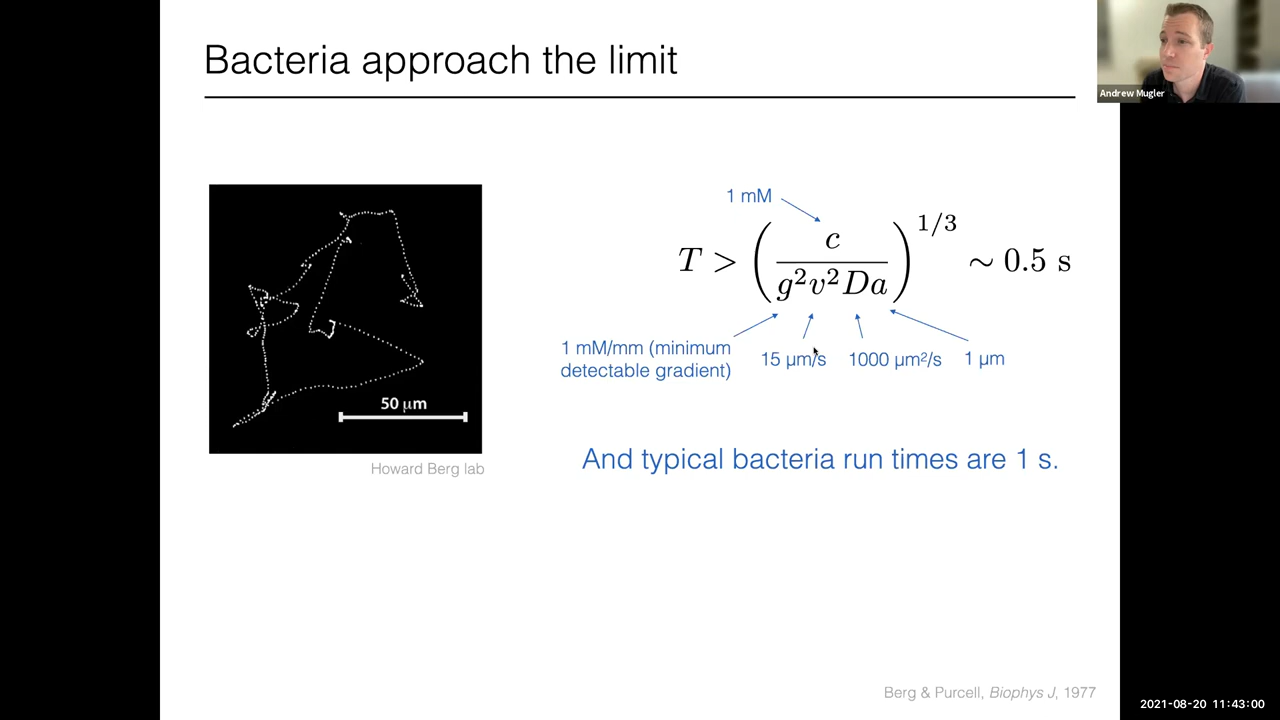 Bacteria approach the limit
Andrew Mugler
1 mM
T > ( c / g²v²Da )^1/3 ∼ 0.5 s
1 mM/mm (minimum
detectable gradient)
15 μm/s
1000 μm²/s
1 μm
50 μm
And typical bacteria run times are 1 s.
Howard Berg lab
Berg & Purcell, Biophys J, 1977
2021-08-20 11:43:00